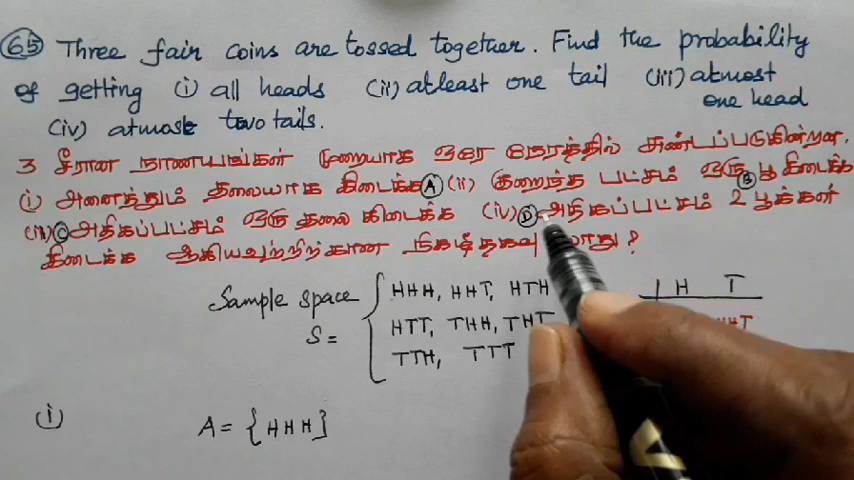 65 Three fair coins are tossed together. Find the probability
of getting (i) all heads (ii) atleast one tail (iii) atmost
one head
(iv) atmost two tails.
3 சீரான நாணயங்கள் முறையாக ஒரே நேரத்தில் சுண்டப்படுகின்றன.
(i) அனைத்தும் தலையாக கிடைக்க A (ii) குறைந்த பட்சம் ஒரு B பூ கிடைக்க
(iii) C அதிகப்பட்சம் ஒரு தலை கிடைக்க (iv) D அதிகப்பட்சம் 2 பூக்கள்
கிடைக்க ஆகியவற்றிற்கான நிகழ்தகவு ?
Sample space HHH, HHT, HTH
S = HTT, THH, THT
TTH, TTT
H T
(i) A = {HHH}